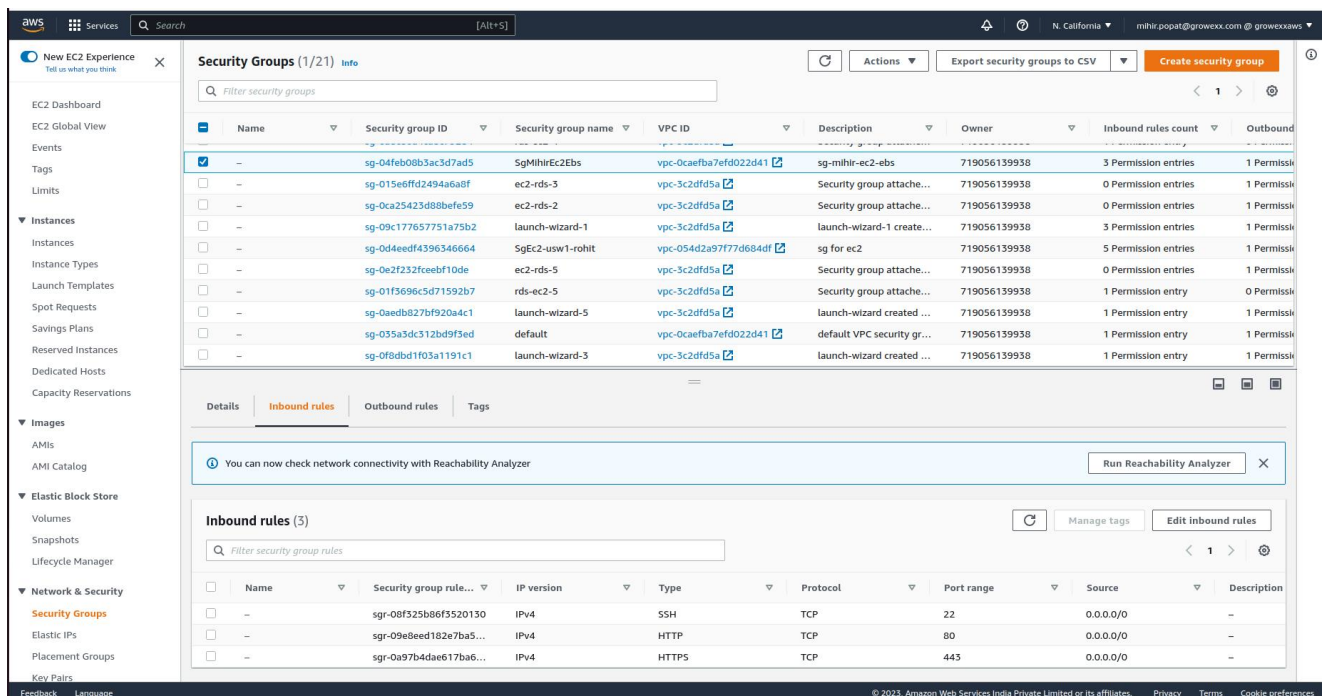 aws Services Search [Alt+S] N. California ▼ mihir.popat@growexx.com @ growexxaws ▼
New EC2 Experience
Tell us what you think
EC2 Dashboard
EC2 Global View
Events
Tags
Limits
▼ Instances
Instances
Instance Types
Launch Templates
Spot Requests
Savings Plans
Reserved Instances
Dedicated Hosts
Capacity Reservations
▼ Images
AMIs
AMI Catalog
▼ Elastic Block Store
Volumes
Snapshots
Lifecycle Manager
▼ Network & Security
Security Groups
Elastic IPs
Placement Groups
Key Pairs
Security Groups (1/21) Info Actions ▼ Export security groups to CSV ▼ Create security group
Filter security groups 1
Name Security group ID Security group name VPC ID Description Owner Inbound rules count Outbound
– sg-04feb08b3ac3d7ad5 SgMihirEc2Ebs vpc-0caefba7efd022d41 sg-mihir-ec2-ebs 719056139938 3 Permission entries 1 Permissi
– sg-015e6ffd2494a6a8f ec2-rds-3 vpc-3c2dfd5a Security group attache... 719056139938 0 Permission entries 1 Permissi
– sg-0ca25423d88befe59 ec2-rds-2 vpc-3c2dfd5a Security group attache... 719056139938 0 Permission entries 1 Permissi
– sg-09c177657751a75b2 launch-wizard-1 vpc-3c2dfd5a launch-wizard-1 create... 719056139938 3 Permission entries 1 Permissi
– sg-0d4eedf4396346664 SgEc2-usw1-rohit vpc-054d2a97f77d684df sg for ec2 719056139938 5 Permission entries 1 Permissi
– sg-0e2f232fceebf10de ec2-rds-5 vpc-3c2dfd5a Security group attache... 719056139938 0 Permission entries 1 Permissi
– sg-01f3696c5d71592b7 rds-ec2-5 vpc-3c2dfd5a Security group attache... 719056139938 1 Permission entry 0 Permissi
– sg-0aedb827bf920a4c1 launch-wizard-5 vpc-3c2dfd5a launch-wizard created ... 719056139938 1 Permission entry 1 Permissi
– sg-035a3dc312bd9f3ed default vpc-0caefba7efd022d41 default VPC security gr... 719056139938 1 Permission entry 1 Permissi
– sg-0f8dbd1f03a1191c1 launch-wizard-3 vpc-3c2dfd5a launch-wizard created ... 719056139938 1 Permission entry 1 Permissi
Details Inbound rules Outbound rules Tags
You can now check network connectivity with Reachability Analyzer Run Reachability Analyzer
Inbound rules (3) Manage tags Edit inbound rules
Filter security group rules 1
Name Security group rule... IP version Type Protocol Port range Source Description
– sgr-08f325b86f3520130 IPv4 SSH TCP 22 0.0.0.0/0 –
– sgr-09e8eed182e7ba5... IPv4 HTTP TCP 80 0.0.0.0/0 –
– sgr-0a97b4dae617ba6... IPv4 HTTPS TCP 443 0.0.0.0/0 –
Feedback Language © 2023, Amazon Web Services India Private Limited or its affiliates. Privacy Terms Cookie preferences